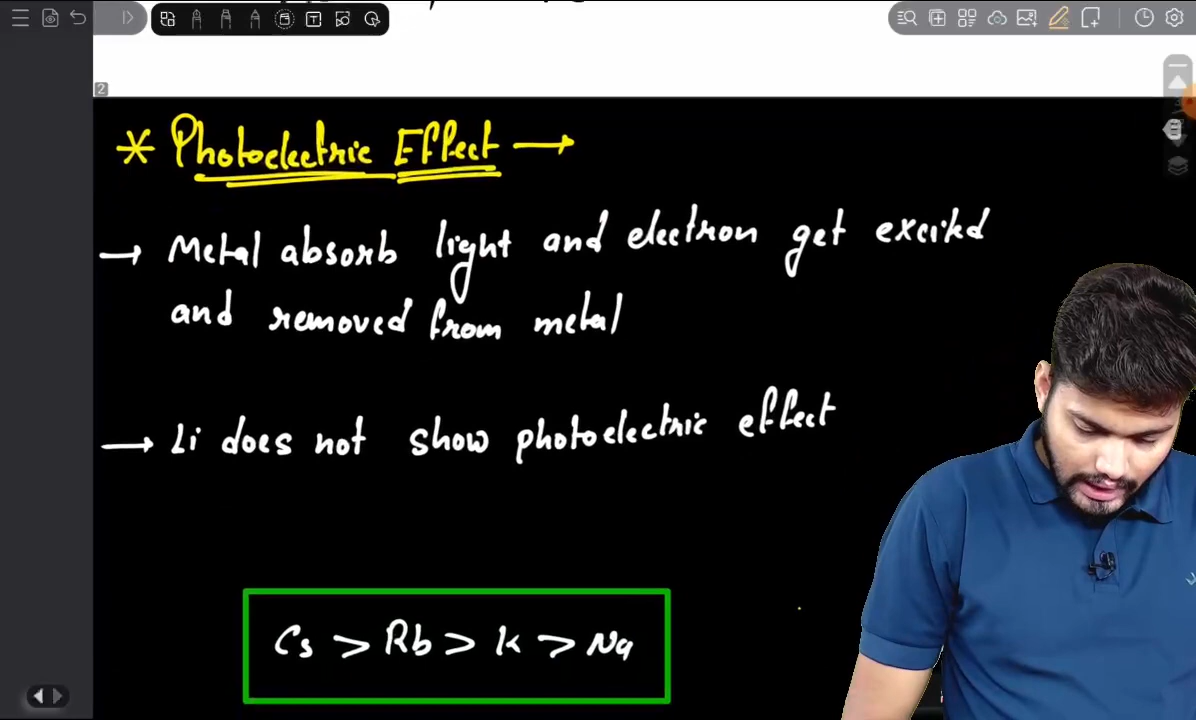 2
* Photoelectric Effect →
→ Metal absorb light and electron get excited
and removed from metal
→ Li does not show photoelectric effect
Cs > Rb > K > Na